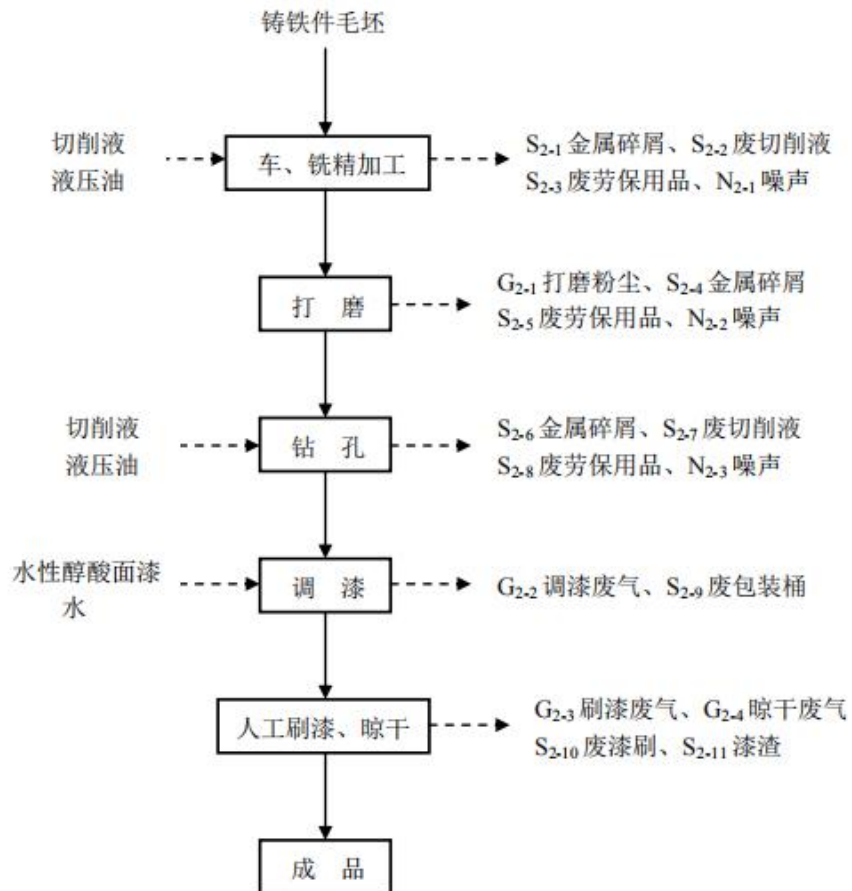 铸铁件毛坯
切削液
液压油
车、铣精加工
S2-1 金属碎屑、S2-2 废切削液
S2-3 废劳保用品、N2-1 噪声
打 磨
G2-1 打磨粉尘、S2-4 金属碎屑
S2-5 废劳保用品、N2-2 噪声
切削液
液压油
钻 孔
S2-6 金属碎屑、S2-7 废切削液
S2-8 废劳保用品、N2-3 噪声
水性醇酸面漆
水
调 漆
G2-2 调漆废气、S2-9 废包装桶
人工刷漆、晾干
G2-3 刷漆废气、G2-4 晾干废气
S2-10 废漆刷、S2-11 漆渣
成 品